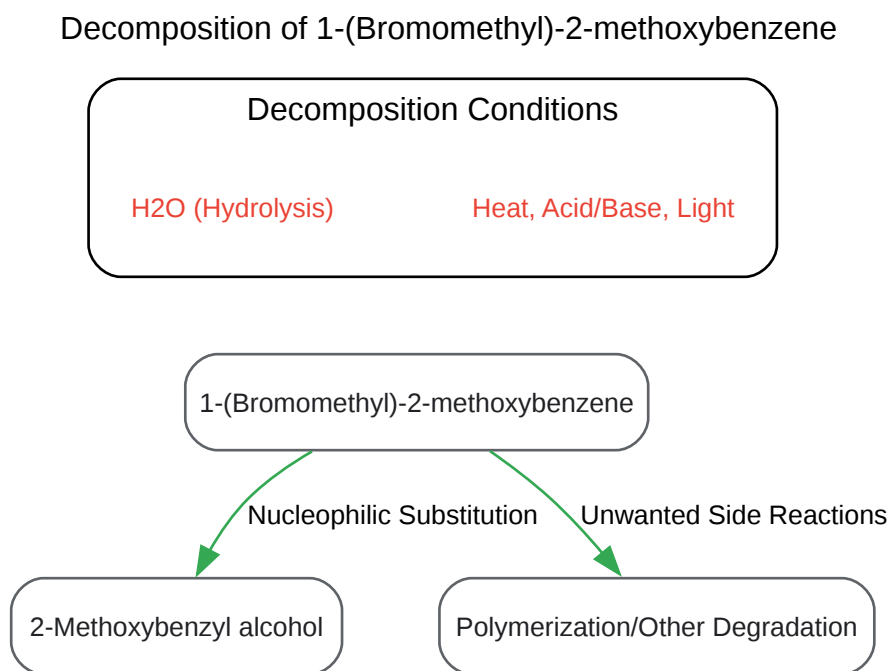 Decomposition of 1-(Bromomethyl)-2-methoxybenzene
Decomposition Conditions
H2O (Hydrolysis)
Heat, Acid/Base, Light
1-(Bromomethyl)-2-methoxybenzene
Nucleophilic Substitution
Unwanted Side Reactions
2-Methoxybenzyl alcohol
Polymerization/Other Degradation